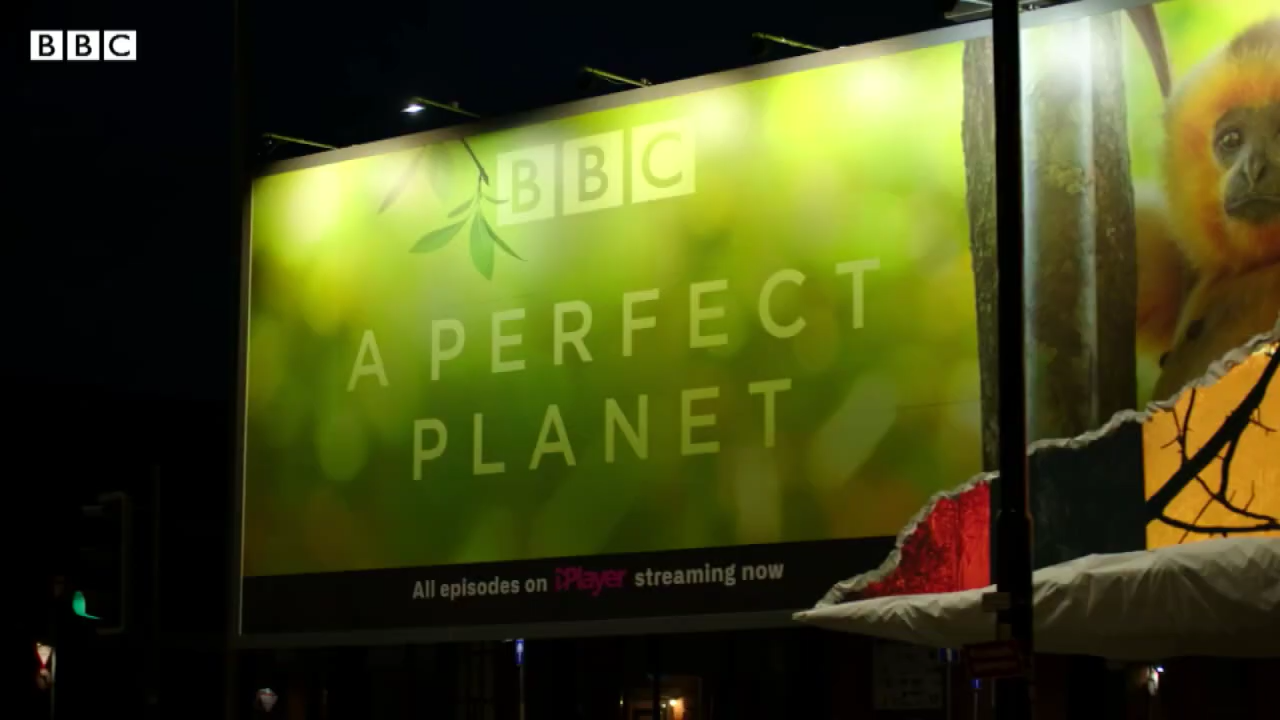 BBC
BBC
A PERFECT
PLANET
All episodes on iPlayer streaming now